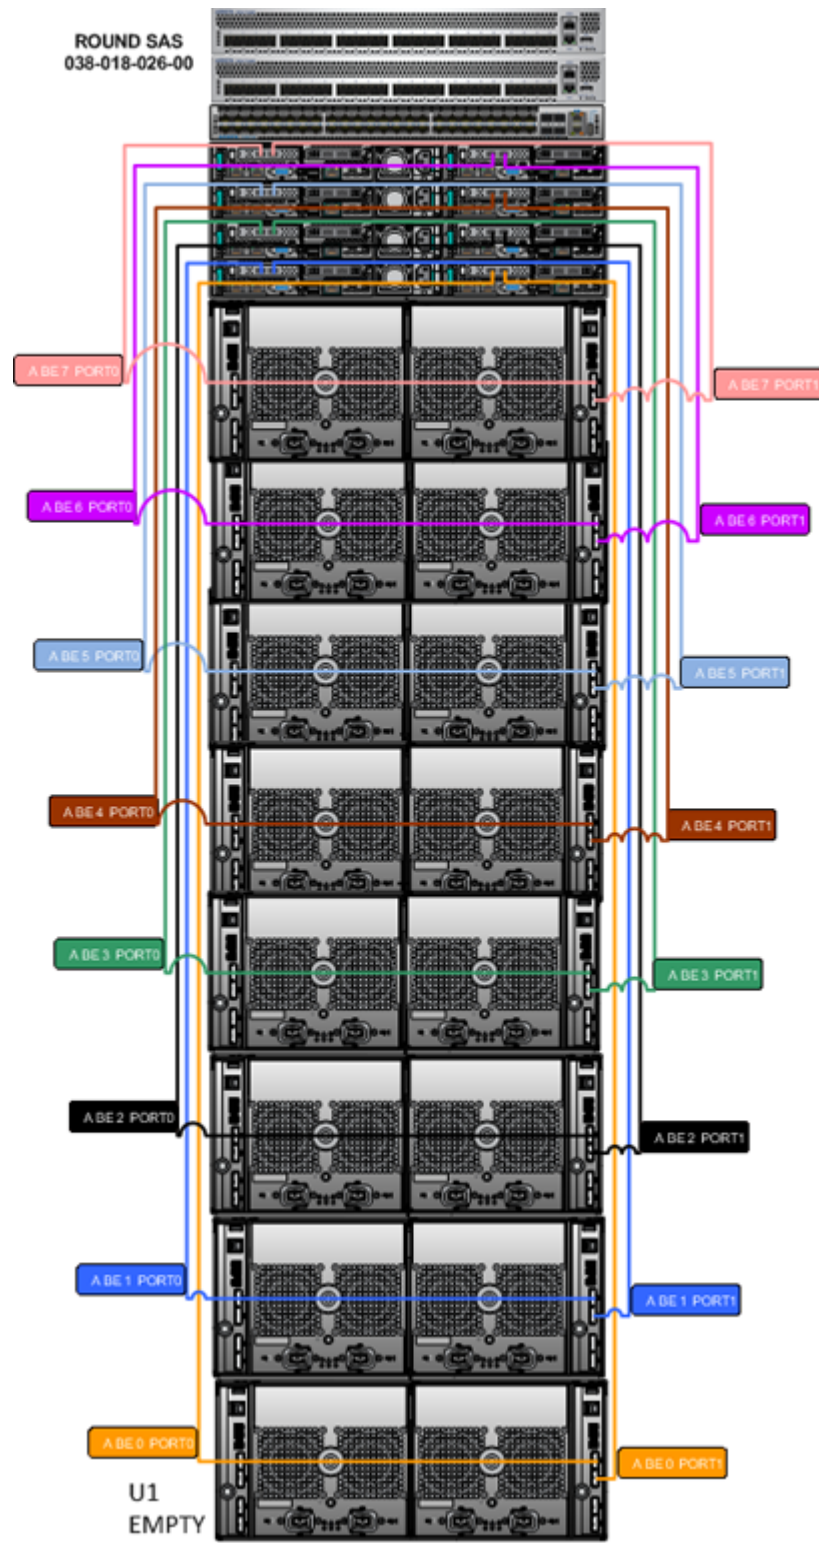 ROUND SAS
038-018-026-00
A BE 7 PORT0
A BE 7 PORT1
A BE 6 PORT0
A BE 6 PORT1
A BE 5 PORT0
A BE 5 PORT1
A BE 4 PORT0
A BE 4 PORT1
A BE 3 PORT0
A BE 3 PORT1
A BE 2 PORT0
A BE 2 PORT1
A BE 1 PORT0
A BE 1 PORT1
A BE 0 PORT0
A BE 0 PORT1
U1
EMPTY